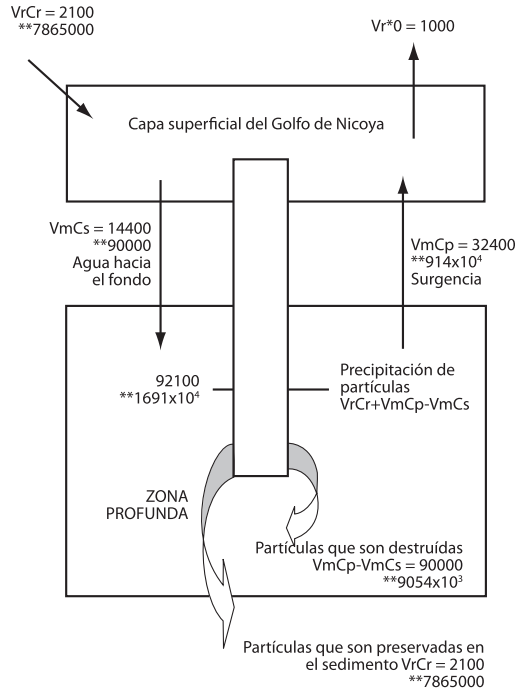 VrCr = 2100
**7865000
Vr*0 = 1000
Capa superficial del Golfo de Nicoya
VmCs = 14400
**90000
Agua hacia
el fondo
VmCp = 32400
**914x10⁴
Surgencia
92100
**1691x10⁴
Precipitación de
partículas
VrCr+VmCp-VmCs
ZONA
PROFUNDA
Partículas que son destruídas
VmCp-VmCs = 90000
**9054x10³
Partículas que son preservadas en
el sedimento VrCr = 2100
**7865000